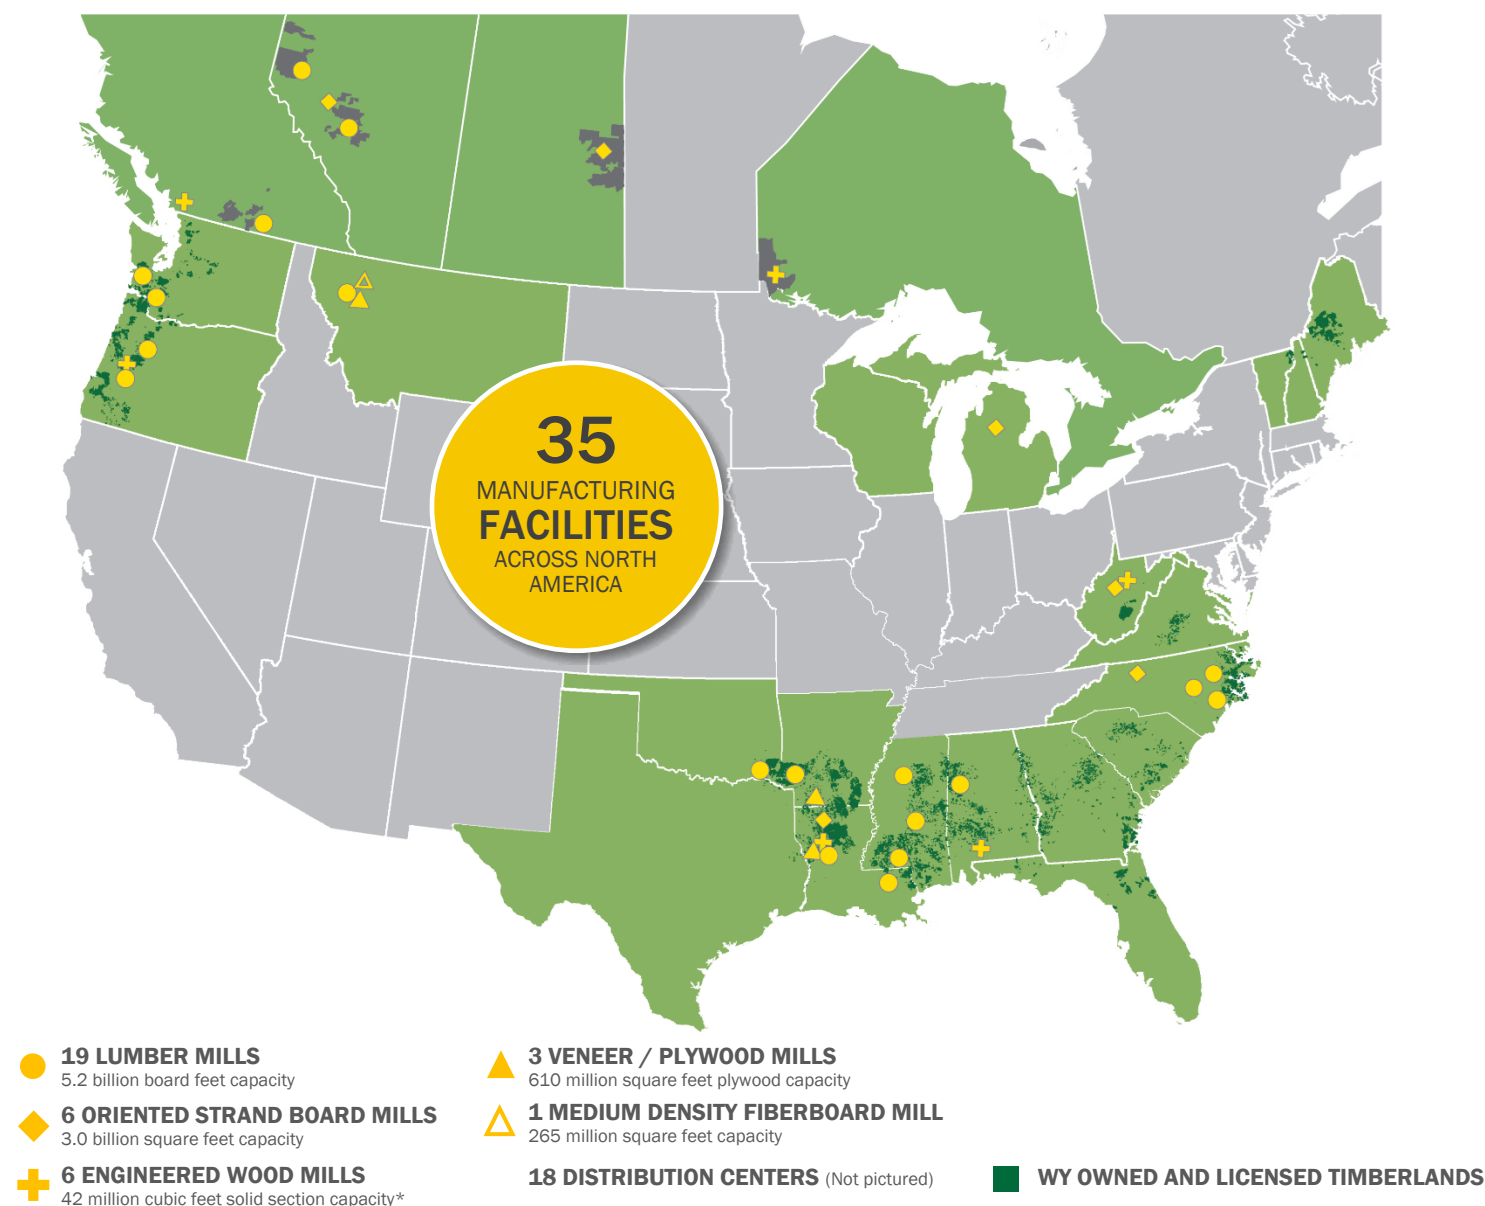 35
MANUFACTURING
FACILITIES
ACROSS NORTH
AMERICA
19 LUMBER MILLS
5.2 billion board feet capacity
6 ORIENTED STRAND BOARD MILLS
3.0 billion square feet capacity
6 ENGINEERED WOOD MILLS
42 million cubic feet solid section capacity*
3 VENEER / PLYWOOD MILLS
610 million square feet plywood capacity
1 MEDIUM DENSITY FIBERBOARD MILL
265 million square feet capacity
18 DISTRIBUTION CENTERS (Not pictured)
WY OWNED AND LICENSED TIMBERLANDS